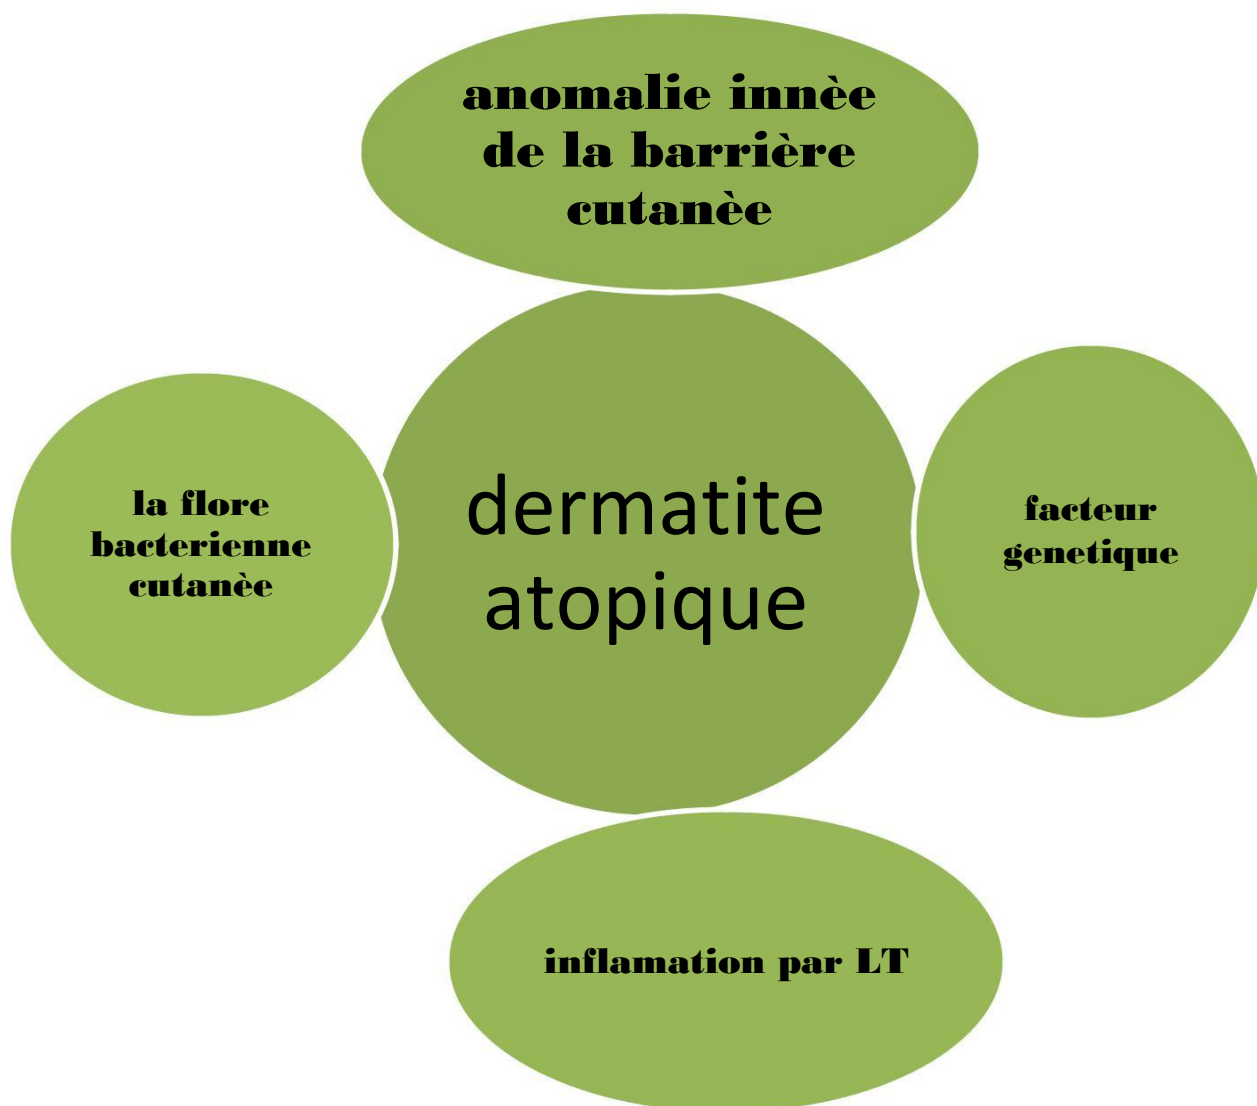 anomalie innèe
de la barrière
cutanèe
la flore
bacterienne
cutanèe
dermatite
atopique
facteur
genetique
inflamation par LT